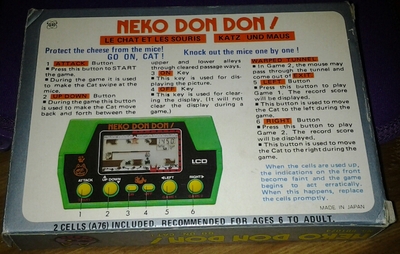 NEKO DON DON!
LE CHAT ET LES SOURIS KATZ UND MAUS
Protect the cheese from the mice! Knock out the mice one by one!
GO ON, CAT!
1 ATTACK Button
• Press this button to START
the game.
• During the game it is used
to make the Cat swipe at the
mice.
2 UP-DOWN Button
• During the game this button
is used to make the Cat move
back and forth between the
upper and lower alleys
through cleared passage ways.
3 ON Key
• This key is used for dis-
playing the picture.
4 OFF Key
• This key is used for clear-
ing the display. (It will not
clear the display during a
game.)
WARPED TUNNEL
• In Game 2, the mouse may
pass through the tunnel and
come out of EXIT.
5 LEFT Button
• Press this button to play
Game 1. The record score
will be displayed.
• This button is used to move
the Cat to the left during the
game.
6 RIGHT Button
• Press this button to play
Game 2. The record score
will be displayed.
• This button is used to move
the Cat to the right during the
game.
When the cells are used up,
the indications on the front
become faint and the game
begins to act erratically.
When this happens, replace
the cells promptly.
NEKO DON DON!
LCD
ATTACK UP-DOWN LEFT RIGHT
1 2 3 4 5 6
MADE IN JAPAN
2 CELLS (A76) INCLUDED. RECOMMENDED FOR AGES 6 TO ADULT.
DON DON